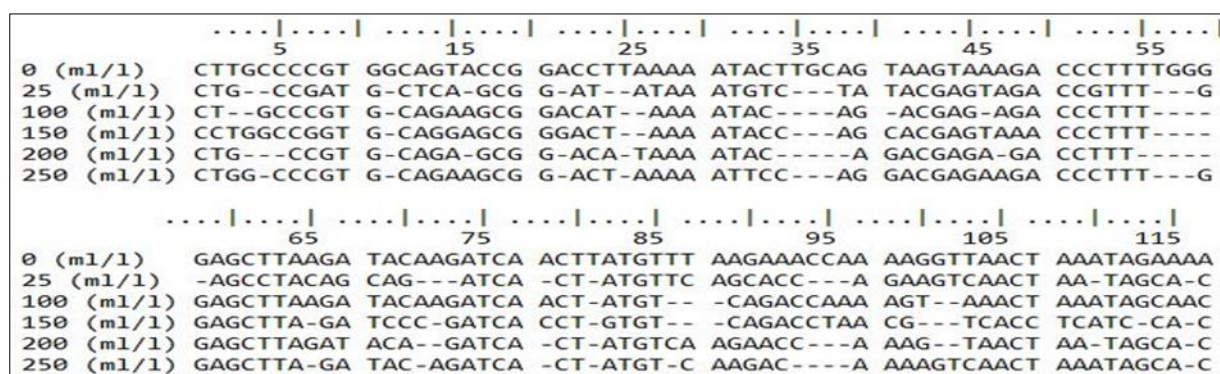 ....|....| ....|....| ....|....| ....|....| ....|....| ....|....|
5 15 25 35 45 55
0 (ml/l) CTTGCCCCGT GGCAGTACCG GACCTTAAAA ATACTTGCAG TAAGTAAAGA CCCTTTTGGG
25 (ml/l) CTG--CCGAT G-CTCA-GCG G-AT--ATAA ATGTC---TA TACGAGTAGA CCGTTT---G
100 (ml/l) CT--GCCCGT G-CAGAAGCG GACAT--AAA ATAC----AG -ACGAG-AGA CCCTTT----
150 (ml/l) CCTGGCCGGT G-CAGGAGCG GGACT-AAAA ATACC---AG CACGAGTAAA CCCTTT----
200 (ml/l) CTG---CCGT G-CAGA-GCG G-ACA-TAAA ATAC-----A GACGAGA-GA CCTTT-----
250 (ml/l) CTGG-CCCGT G-CAGAAGCG G-ACT-AAAA ATTCC---AG GACGAGAAGA CCCTTT---G
....|....| ....|....| ....|....| ....|....| ....|....| ....|....|
65 75 85 95 105 115
0 (ml/l) GAGCTTAAGA TACAAGATCA ACTTATGTTT AAGAAACCAA AAGGTTAACT AAATAGAAAA
25 (ml/l) -AGCCTACAG CAG---ATCA -CT-ATGTTC AGCACC---A GAAGTCAACT AA-TAGCA-C
100 (ml/l) GAGCTTAAGA TACAAGATCA ACT-ATGT-- -CAGACCAAA AGT--AAACT AAATAGCAAC
150 (ml/l) GAGCTTA-GA TCCC-GATCA CCT-GTGT-- -CAGACCTAA CG---TCACC TCATC-CA-C
200 (ml/l) GAGCTTAGAT ACA--GATCA -CT-ATGTCA AGAACC---A AAG--TAACT AA-TAGCA-C
250 (ml/l) GAGCTTA-GA TAC-AGATCA -CT-ATGT-C AAGAC----A AAAGTCAACT AAATAGCA-C